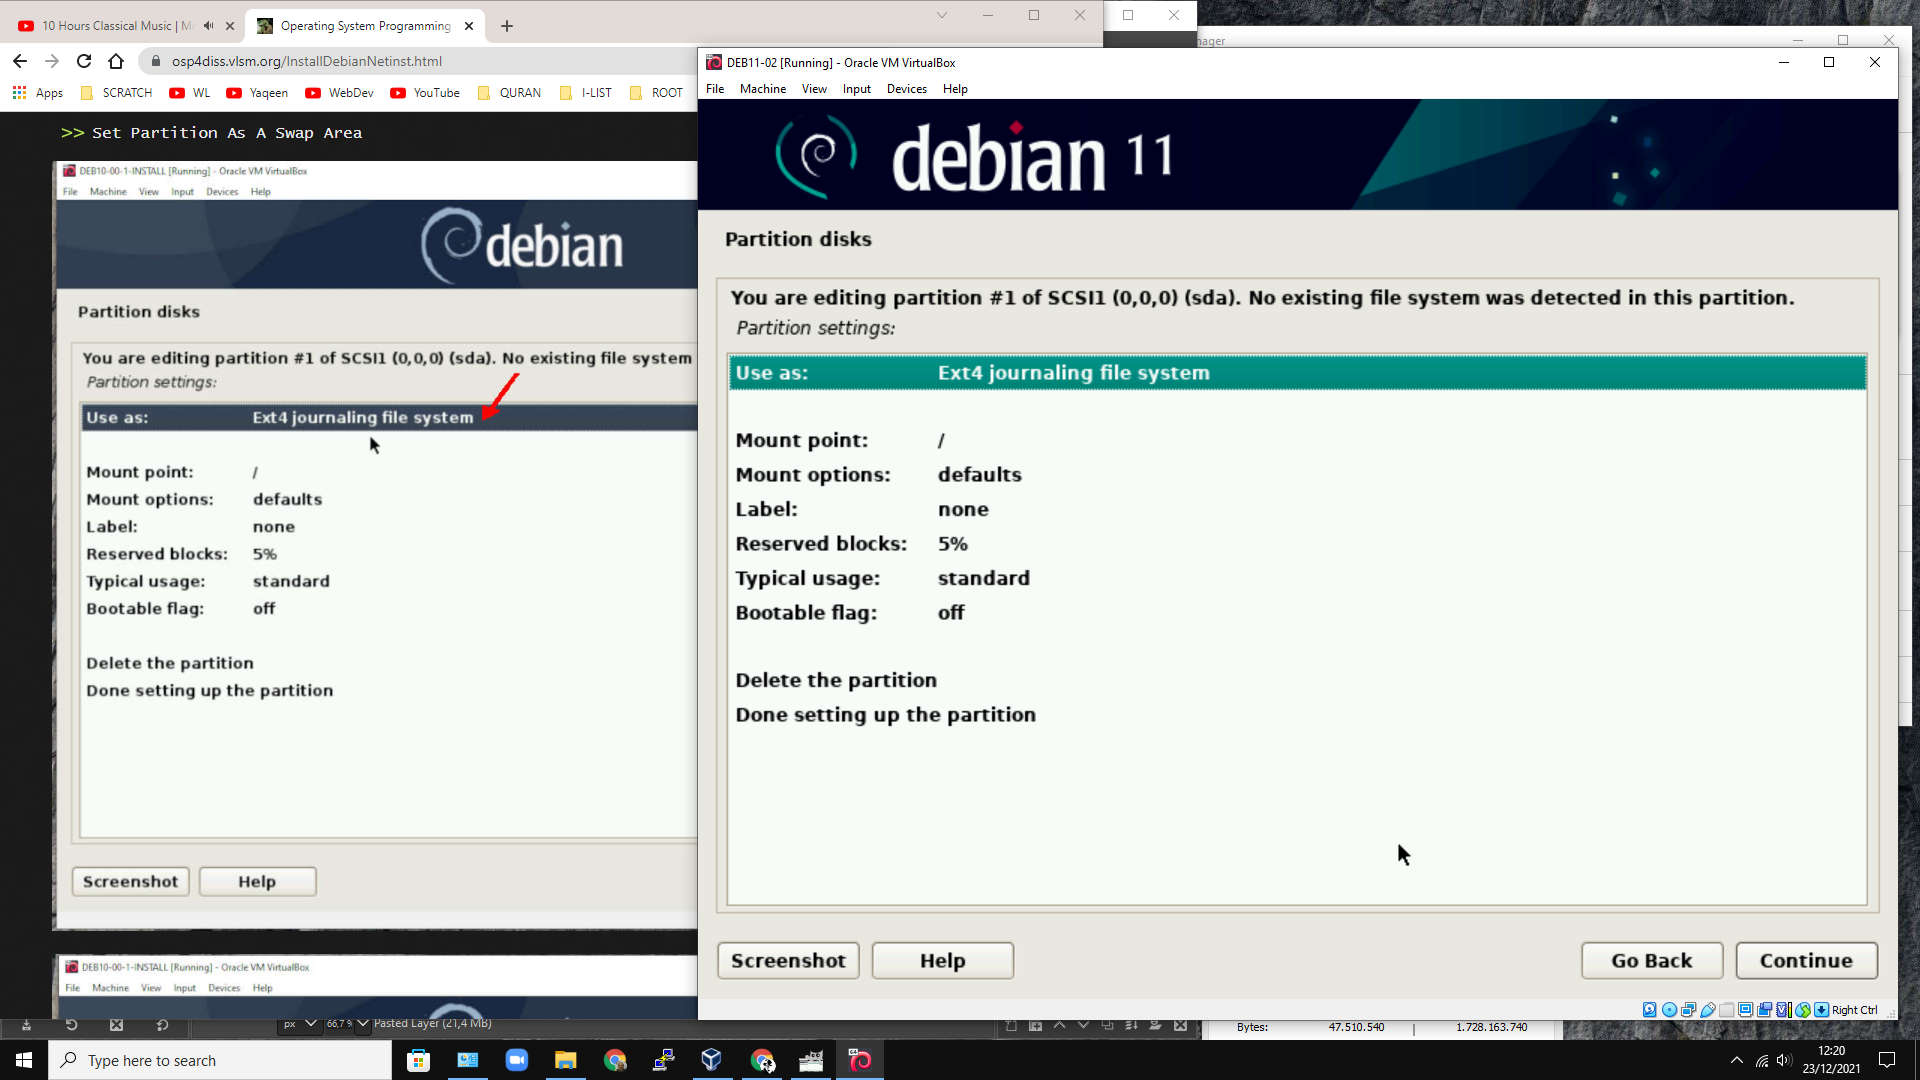 10 Hours Classical Music | M
Operating System Programming
osp4diss.vlsm.org/InstallDebianNetinst.html
Apps
SCRATCH
WL
Yaqeen
WebDev
YouTube
QURAN
I-LIST
ROOT
>> Set Partition As A Swap Area
DEB10-00-1-INSTALL [Running] - Oracle VM VirtualBox
File Machine View Input Devices Help
debian
Partition disks
You are editing partition #1 of SCSI1 (0,0,0) (sda). No existing file system
Partition settings:
Use as: Ext4 journaling file system
Mount point: /
Mount options: defaults
Label: none
Reserved blocks: 5%
Typical usage: standard
Bootable flag: off
Delete the partition
Done setting up the partition
Screenshot
Help
DEB10-00-1-INSTALL [Running] - Oracle VM VirtualBox
File Machine View Input Devices Help
px
66,7
Pasted Layer (21,4 MB)
nager
DEB11-02 [Running] - Oracle VM VirtualBox
File Machine View Input Devices Help
debian 11
Partition disks
You are editing partition #1 of SCSI1 (0,0,0) (sda). No existing file system was detected in this partition.
Partition settings:
Use as: Ext4 journaling file system
Mount point: /
Mount options: defaults
Label: none
Reserved blocks: 5%
Typical usage: standard
Bootable flag: off
Delete the partition
Done setting up the partition
Screenshot
Help
Go Back
Continue
Right Ctrl
Bytes: 47.510.540 | 1.728.163.740
Type here to search
12:20
23/12/2021